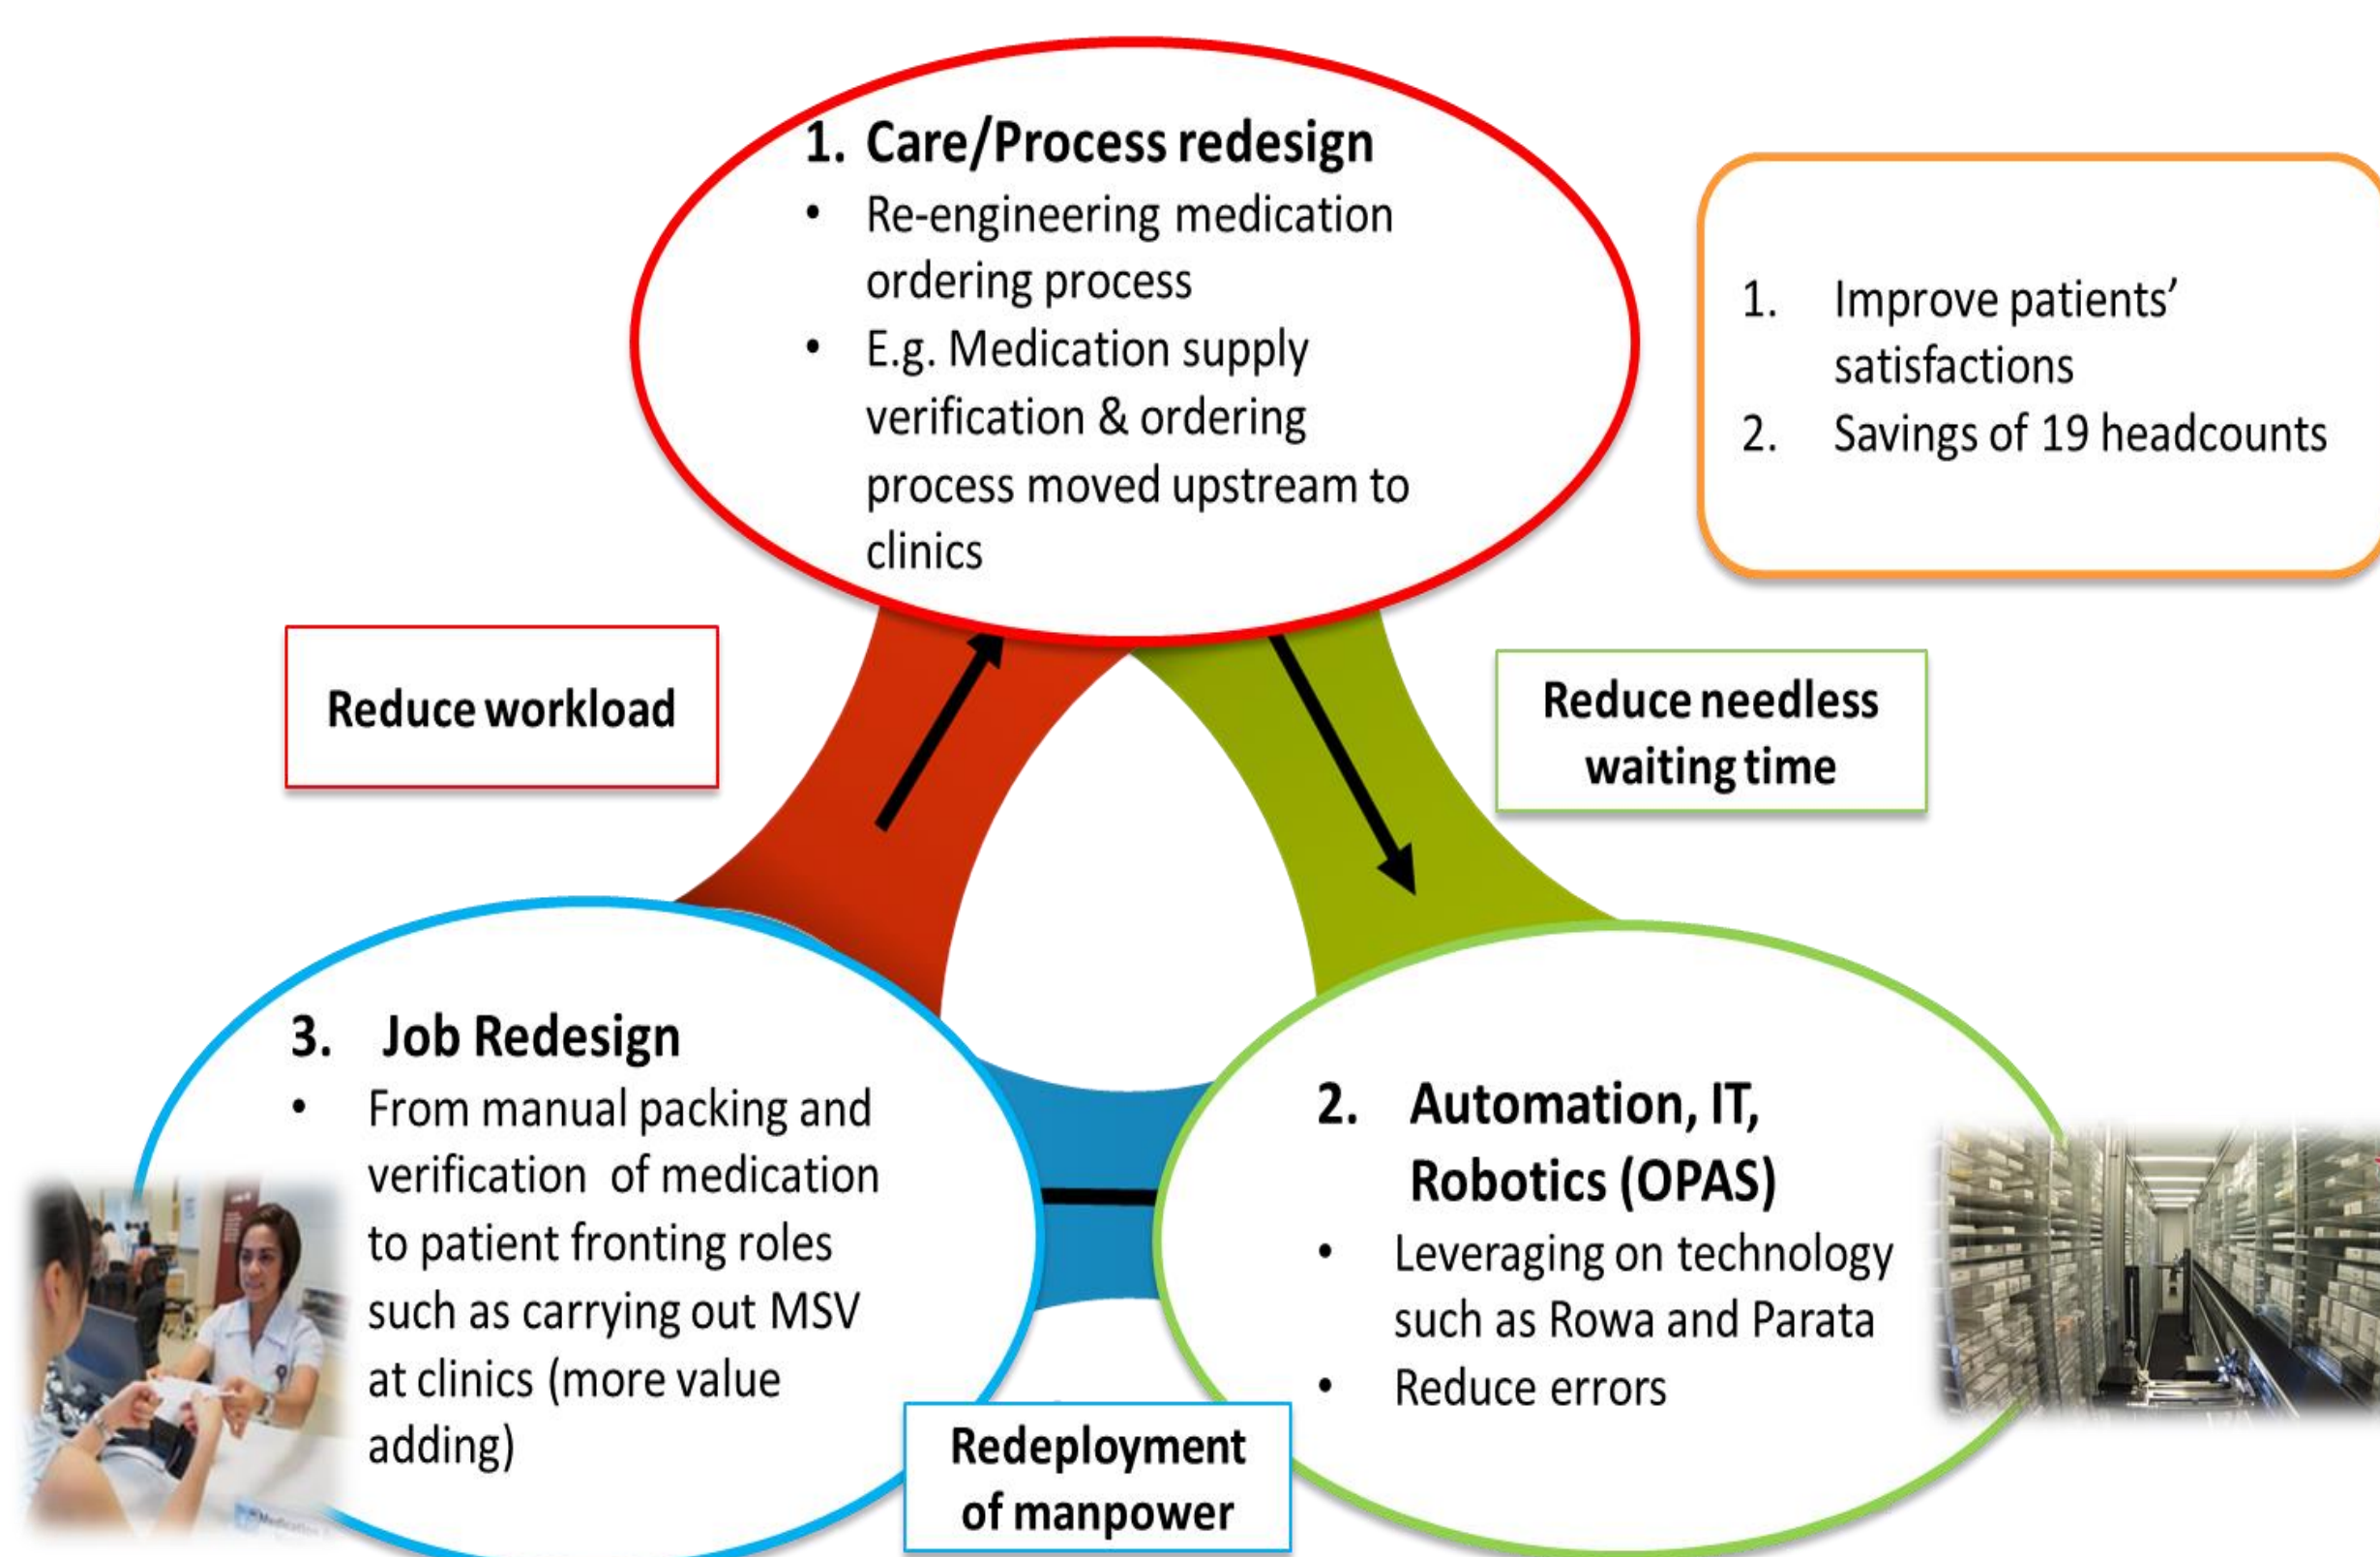 1. Care/Process redesign
• Re-engineering medication
ordering process
• E.g. Medication supply
verification & ordering
process moved upstream to
clinics
1. Improve patients’
satisfactions
2. Savings of 19 headcounts
Reduce workload
Reduce needless
waiting time
3. Job Redesign
• From manual packing and
verification of medication
to patient fronting roles
such as carrying out MSV
at clinics (more value
adding)
2. Automation, IT,
Robotics (OPAS)
• Leveraging on technology
such as Rowa and Parata
• Reduce errors
Redeployment
of manpower